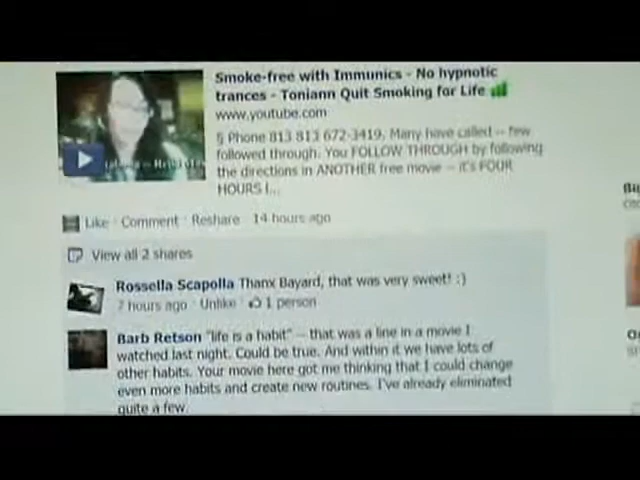 Smoke-free with Immunics - No hypnotic
trances - Toniann Quit Smoking for Life
www.youtube.com
§ Phone 813 813 672-3419, Many have called -- few
followed through. You FOLLOW THROUGH by following
the directions in ANOTHER free movie -- it's FOUR
HOURS l...
Like · Comment · Reshare · 14 hours ago
View all 2 shares
Rossella Scapolla Thanx Bayard, that was very sweet! :)
7 hours ago · Unlike · 1 person
Barb Retson "life is a habit" -- that was a line in a movie I
watched last night. Could be true. And within it we have lots of
other habits. Your movie here got me thinking that I could change
even more habits and create new routines. I've already eliminated
quite a few